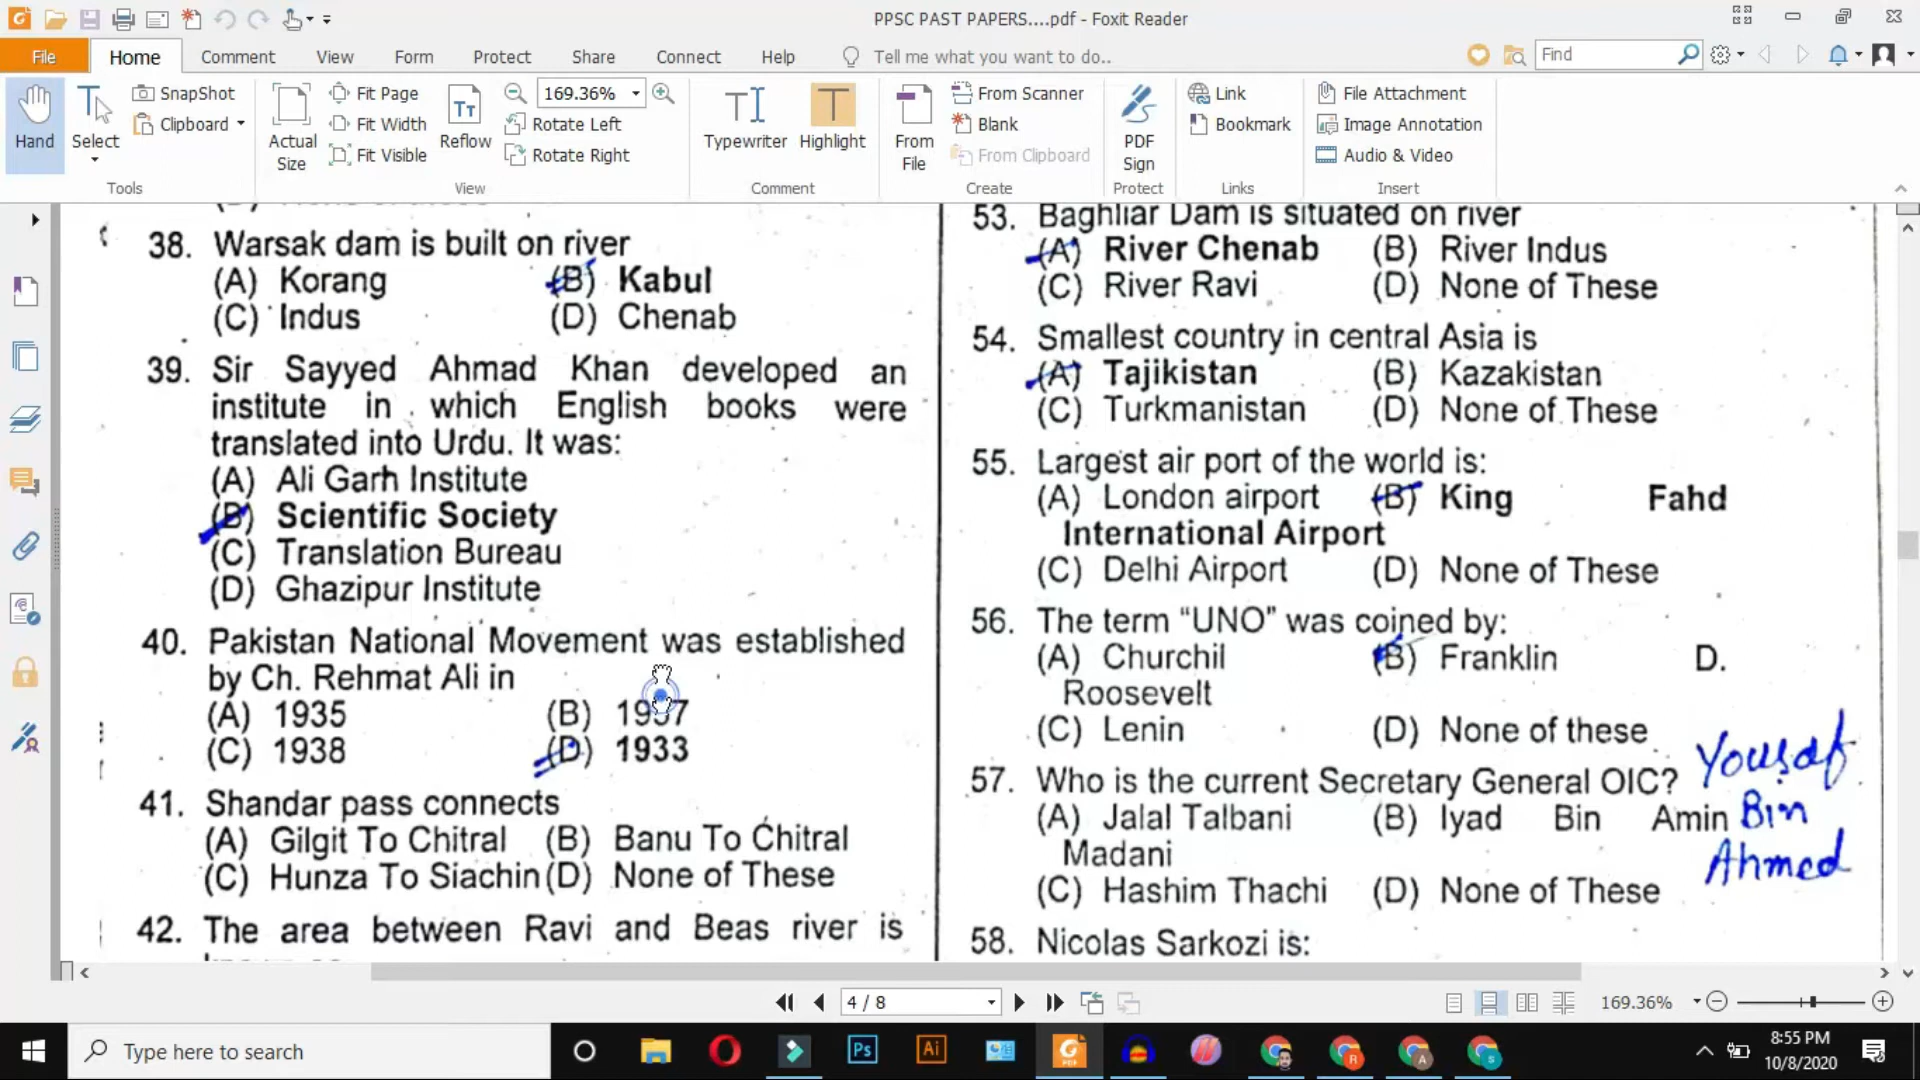 PPSC PAST PAPERS....pdf - Foxit Reader
File Home Comment View Form Protect Share Connect Help Tell me what you want to do.. Find
Hand
Select
SnapShot
Clipboard
Tools
Actual Size
Fit Page
Fit Width
Fit Visible
Reflow
169.36%
Rotate Left
Rotate Right
View
Typewriter
Highlight
Comment
From File
From Scanner
Blank
From Clipboard
Create
PDF Sign
Protect
Link
Bookmark
Links
File Attachment
Image Annotation
Audio & Video
Insert
38. Warsak dam is built on river
(A) Korang (B) Kabul
(C) Indus (D) Chenab
39. Sir Sayyed Ahmad Khan developed an
institute in which English books were
translated into Urdu. It was:
(A) Ali Garh Institute
(B) Scientific Society
(C) Translation Bureau
(D) Ghazipur Institute
40. Pakistan National Movement was established
by Ch. Rehmat Ali in
(A) 1935 (B) 1937
(C) 1938 (D) 1933
41. Shandar pass connects
(A) Gilgit To Chitral (B) Banu To Chitral
(C) Hunza To Siachin (D) None of These
42. The area between Ravi and Beas river is
53. Baghliar Dam is situated on river
(A) River Chenab (B) River Indus
(C) River Ravi (D) None of These
54. Smallest country in central Asia is
(A) Tajikistan (B) Kazakistan
(C) Turkmanistan (D) None of These
55. Largest air port of the world is:
(A) London airport (B) King Fahd
International Airport
(C) Delhi Airport (D) None of These
56. The term “UNO” was coined by:
(A) Churchil (B) Franklin D.
Roosevelt
(C) Lenin (D) None of these
57. Who is the current Secretary General OIC?
(A) Jalal Talbani (B) Iyad Bin Amin
Madani
(C) Hashim Thachi (D) None of These
Yousaf
Bin
Ahmed
58. Nicolas Sarkozi is:
4 / 8
169.36%
Type here to search
Ps
Ai
8:55 PM
10/8/2020